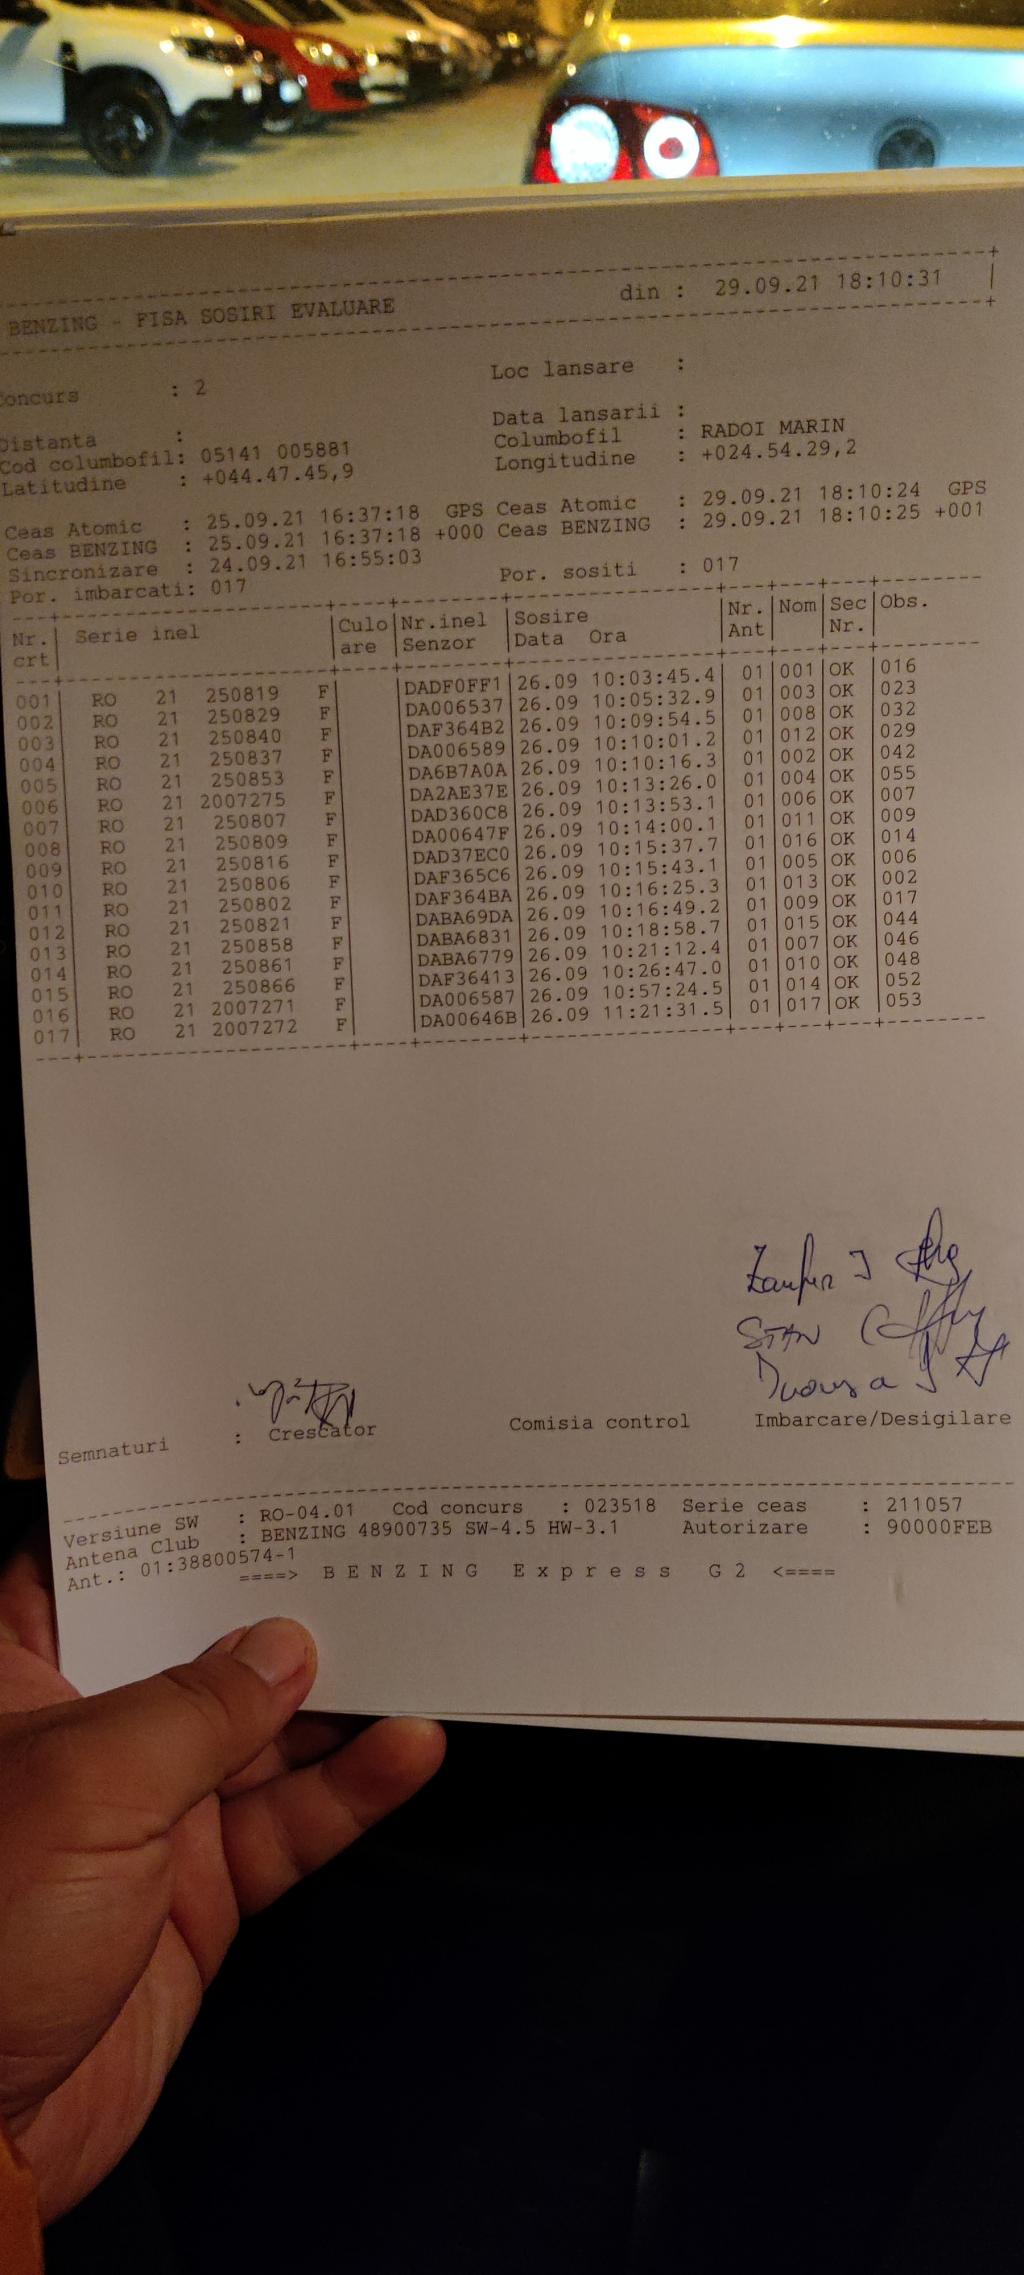 BENZING - FISA SOSIRI EVALUARE din : 29.09.21 18:10:31
Concurs : 2 Loc lansare :
Distanta : Data lansarii :
Cod columbofil: 05141 005881 Columbofil : RADOI MARIN
Latitudine : +044.47.45,9 Longitudine : +024.54.29,2
Ceas Atomic : 25.09.21 16:37:18 GPS Ceas Atomic : 29.09.21 18:10:24 GPS
Ceas BENZING : 25.09.21 16:37:18 +000 Ceas BENZING : 29.09.21 18:10:25 +001
Sincronizare : 24.09.21 16:55:03
Por. imbarcati: 017 Por. sositi : 017
Nr. Serie inel Culo Nr.inel Sosire Nr. Nom Sec Obs.
crt are Senzor Data Ora Ant Nr.
001 RO 21 250819 F DADF0FF1 26.09 10:03:45.4 01 001 OK 016
002 RO 21 250829 F DA006537 26.09 10:05:32.9 01 003 OK 023
003 RO 21 250840 F DAF364B2 26.09 10:09:54.5 01 008 OK 032
004 RO 21 250837 F DA006589 26.09 10:10:01.2 01 012 OK 029
005 RO 21 250853 F DA6B7A0A 26.09 10:10:16.3 01 002 OK 042
006 RO 21 2007275 F DA2AE37E 26.09 10:13:26.0 01 004 OK 055
007 RO 21 250807 F DAD360C8 26.09 10:13:53.1 01 006 OK 007
008 RO 21 250809 F DA00647F 26.09 10:14:00.1 01 011 OK 009
009 RO 21 250816 F DAD37EC0 26.09 10:15:37.7 01 016 OK 014
010 RO 21 250806 F DAF365C6 26.09 10:15:43.1 01 005 OK 006
011 RO 21 250802 F DAF364BA 26.09 10:16:25.3 01 013 OK 002
012 RO 21 250821 F DABA69DA 26.09 10:16:49.2 01 009 OK 017
013 RO 21 250858 F DABA6831 26.09 10:18:58.7 01 015 OK 044
014 RO 21 250861 F DABA6779 26.09 10:21:12.4 01 007 OK 046
015 RO 21 250866 F DAF36413 26.09 10:26:47.0 01 010 OK 048
016 RO 21 2007271 F DA006587 26.09 10:57:24.5 01 014 OK 052
017 RO 21 2007272 F DA00646B 26.09 11:21:31.5 01 017 OK 053
STAN
Semnaturi : Crescator Comisia control Imbarcare/Desigilare
Versiune SW : RO-04.01 Cod concurs : 023518 Serie ceas : 211057
Antena Club : BENZING 48900735 SW-4.5 HW-3.1 Autorizare : 90000FEB
Ant.: 01:38800574-1
====> BENZING Express G2 <====